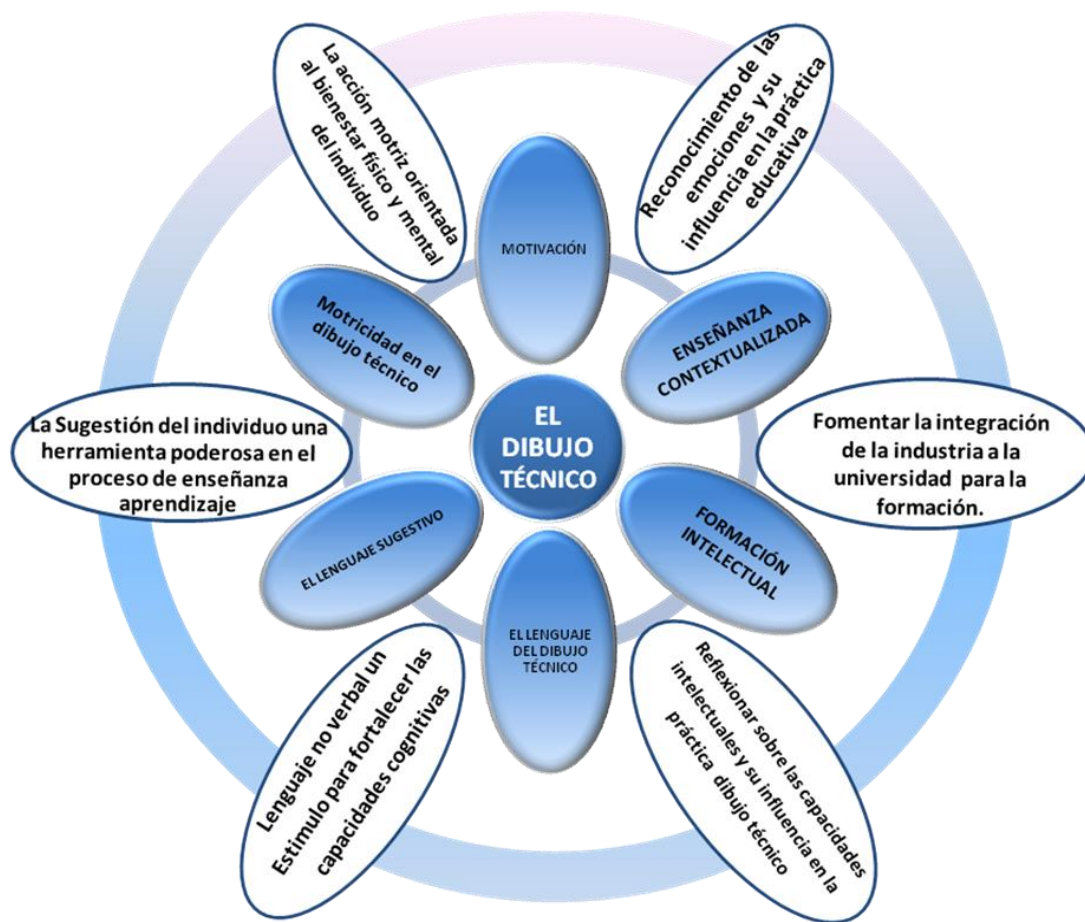 La acción motriz orientada
al bienestar físico y mental
del individuo
Reconocimiento de las
emociones y su
influencia en la práctica
educativa
MOTIVACIÓN
Motricidad en el
dibujo técnico
ENSEÑANZA
CONTEXTUALIZADA
La Sugestión del individuo una
herramienta poderosa en el
proceso de enseñanza
aprendizaje
EL
DIBUJO
TÉCNICO
Fomentar la integración
de la industria a la
universidad para la
formación.
EL LENGUAJE SUGESTIVO
FORMACIÓN
INTELECTUAL
EL LENGUAJE
DEL DIBUJO
TÉCNICO
Lenguaje no verbal un
Estimulo para fortalecer las
capacidades cognitivas
Reflexionar sobre las capacidades
intelectuales y su influencia en la
práctica dibujo técnico